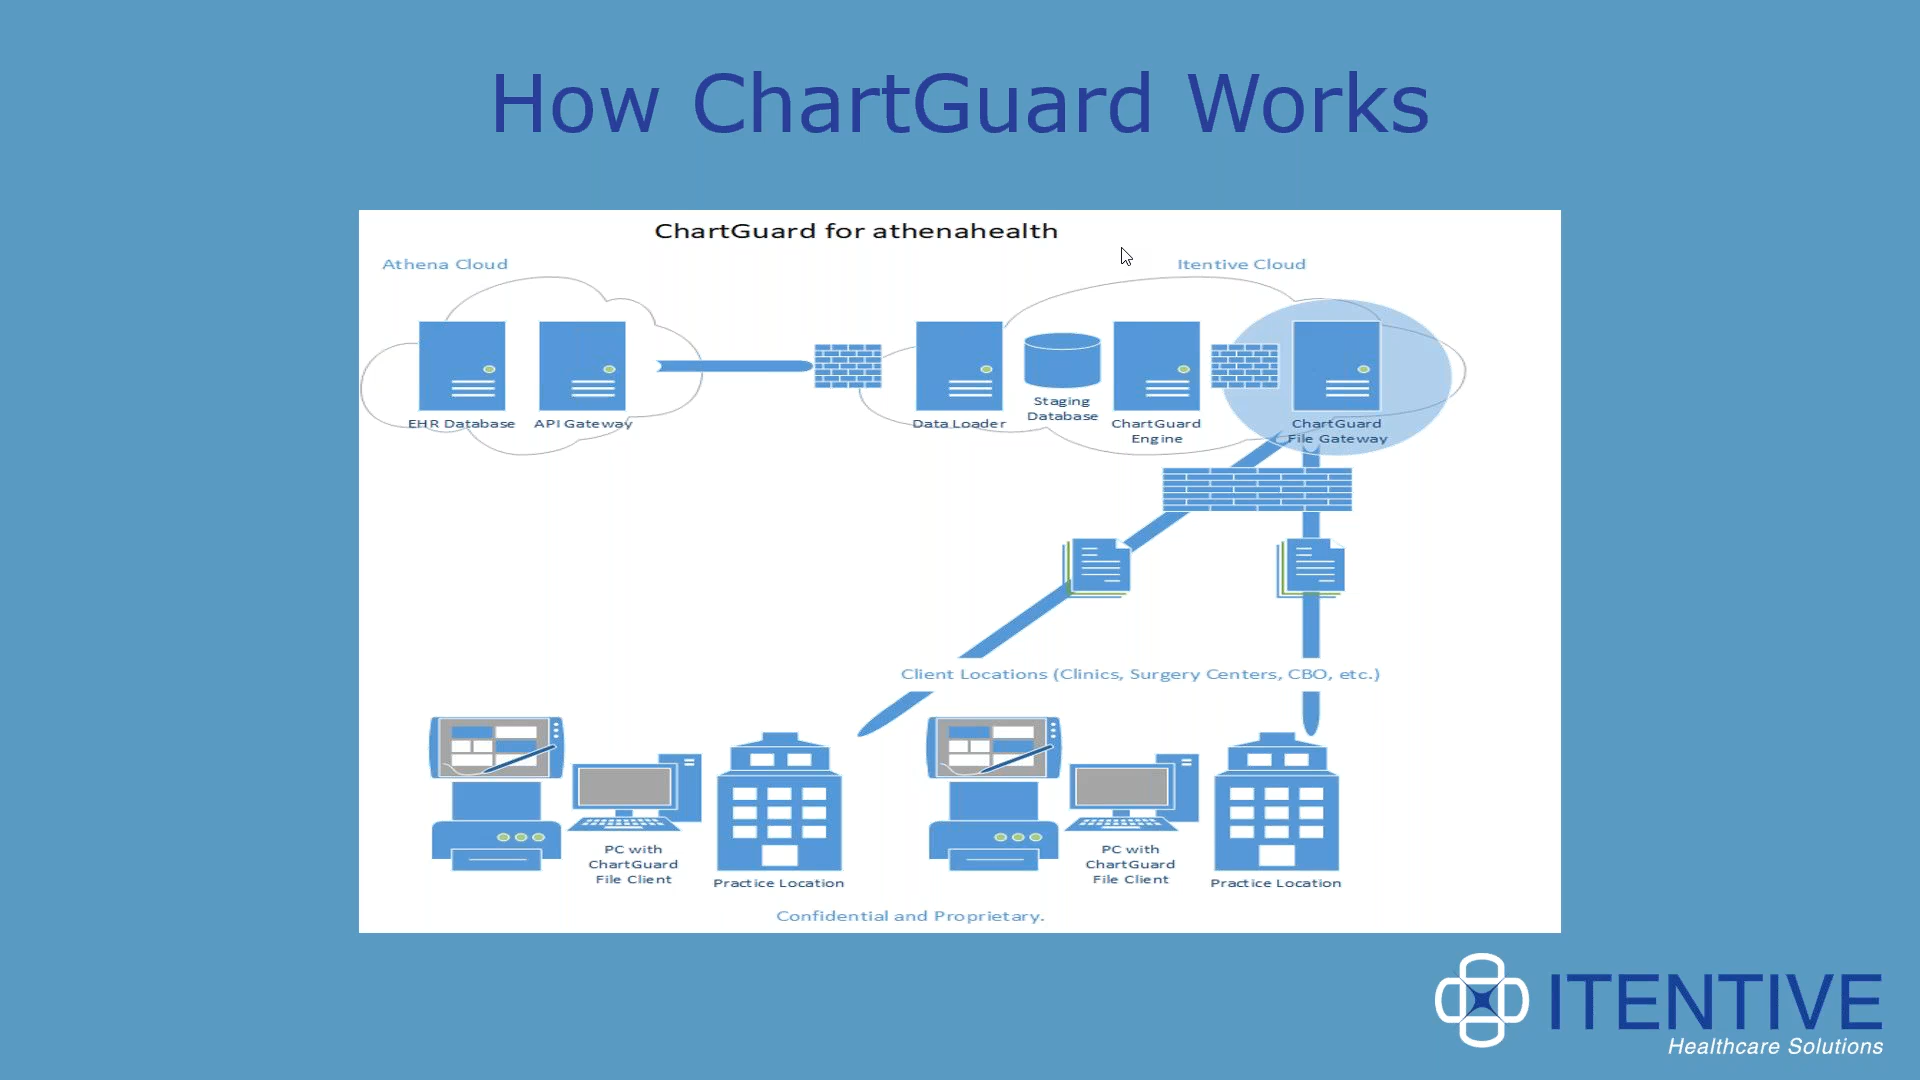 How ChartGuard Works
ChartGuard for athenahealth
Athena Cloud
Itentive Cloud
EHR Database
API Gateway
Data Loader
Staging
Database
ChartGuard
Engine
ChartGuard
File Gateway
Client Locations (Clinics, Surgery Centers, CBO, etc.)
PC with
ChartGuard
File Client
Practice Location
PC with
ChartGuard
File Client
Practice Location
Confidential and Proprietary.
ITENTIVE
Healthcare Solutions